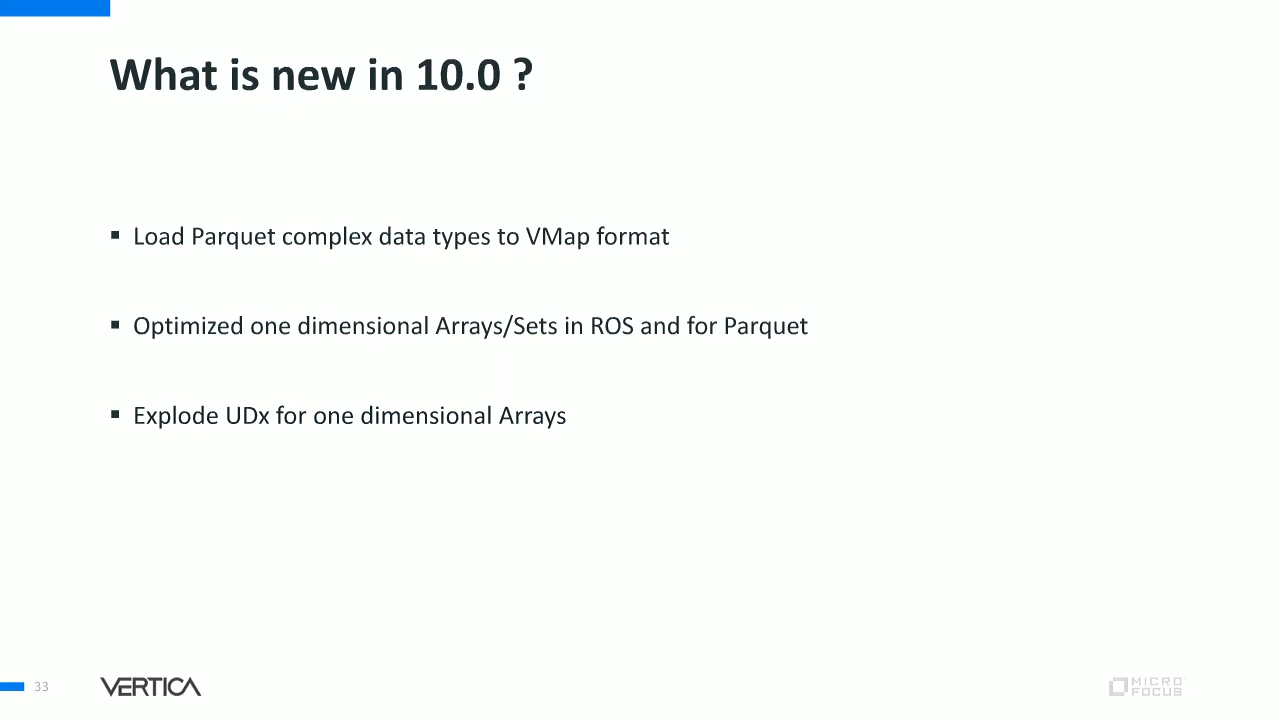 What is new in 10.0 ?
▪ Load Parquet complex data types to VMap format
▪ Optimized one dimensional Arrays/Sets in ROS and for Parquet
▪ Explode UDx for one dimensional Arrays
33
VERTICA
MICRO
FOCUS